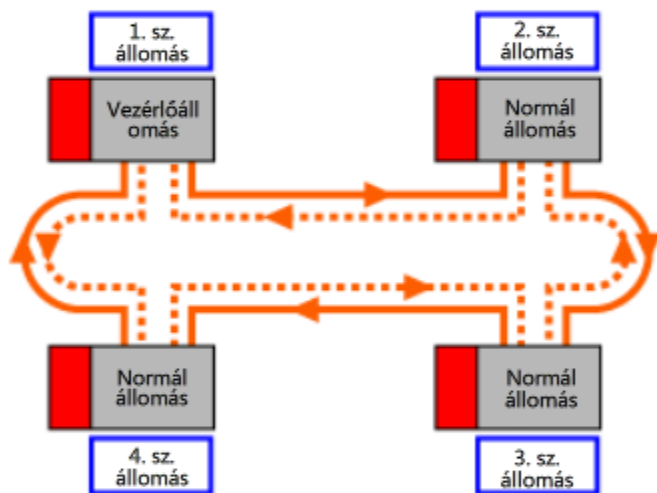 1. sz.
állomás
2. sz.
állomás
Vezérlőáll
omás
Normál
állomás
Normál
állomás
Normál
állomás
4. sz.
állomás
3. sz.
állomás